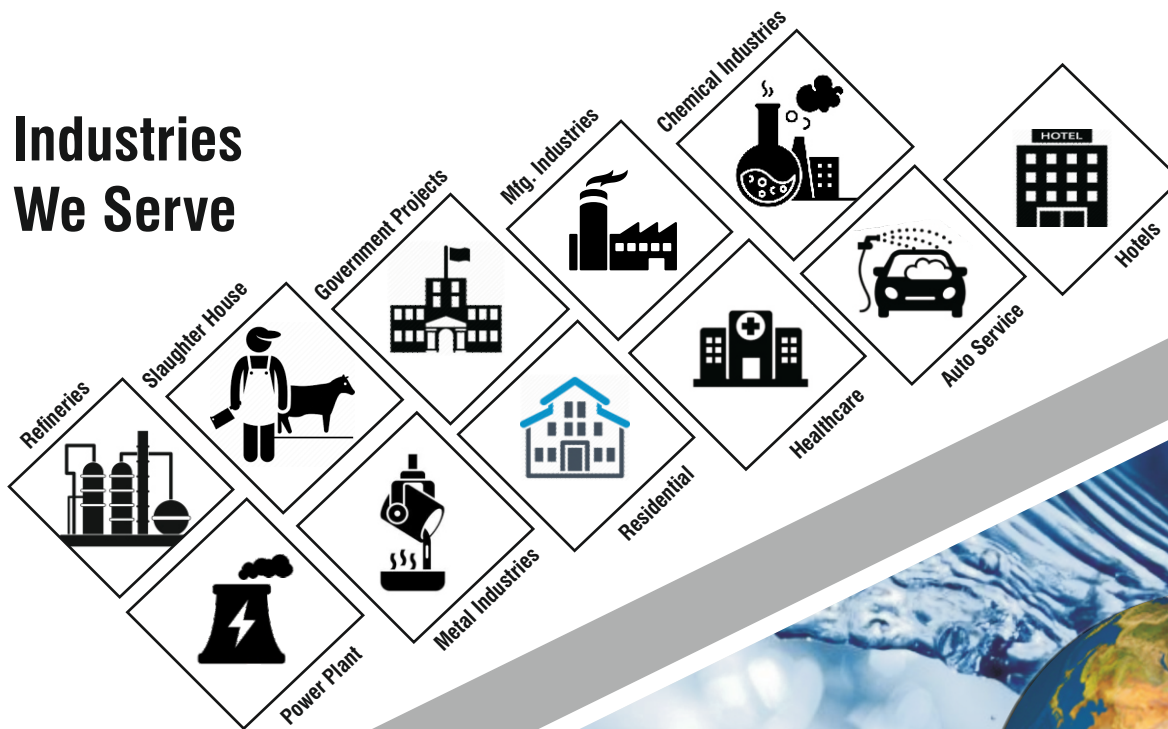 Industries
We Serve
Refineries
Slaughter House
Government Projects
Mfg. Industries
Chemical Industries
HOTEL
Power Plant
Metal Industries
Residential
Healthcare
Auto Service
Hotels